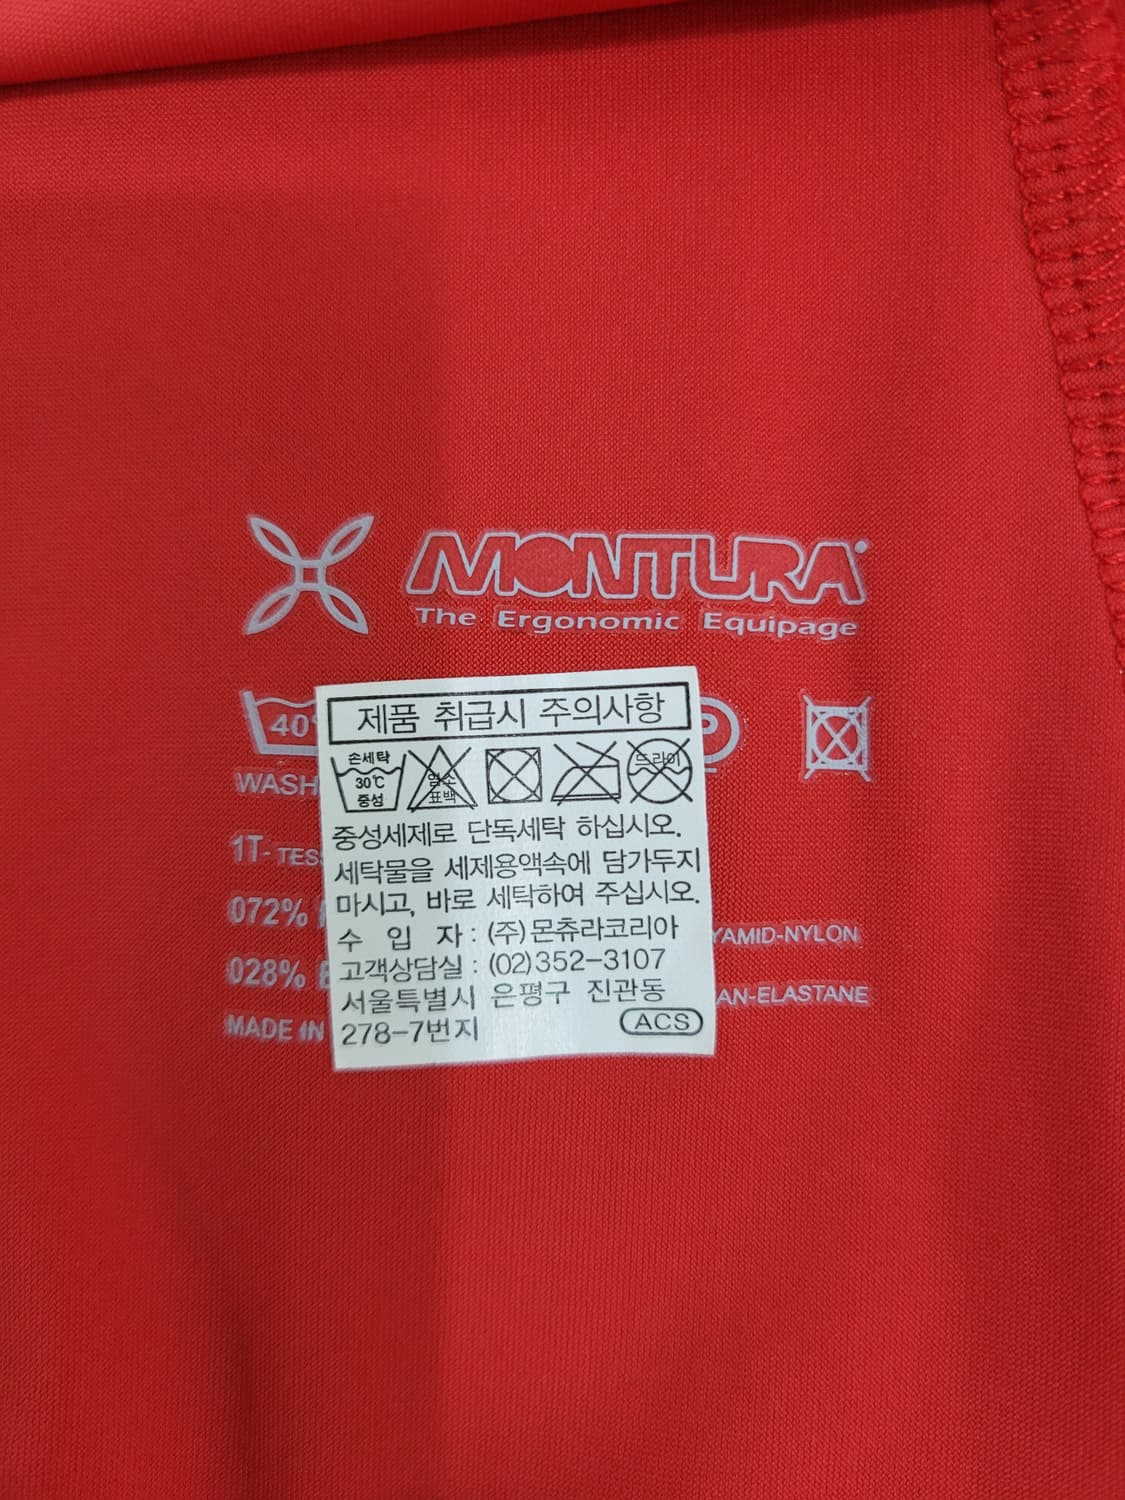 MONTURA
The Ergonomic Equipage
40°
P
WASH
제품 취급시 주의사항
손세탁
30℃
중성
염소
표백
드라이
중성세제로 단독세탁 하십시오.
세탁물을 세제용액속에 담가두지
마시고, 바로 세탁하여 주십시오.
수 입 자 : (주)몬츄라코리아
고객상담실 : (02)352-3107
서울특별시 은평구 진관동
278-7번지
ACS
1T-
072%
YAMID-NYLON
028%
AN-ELASTANE
MADE IN